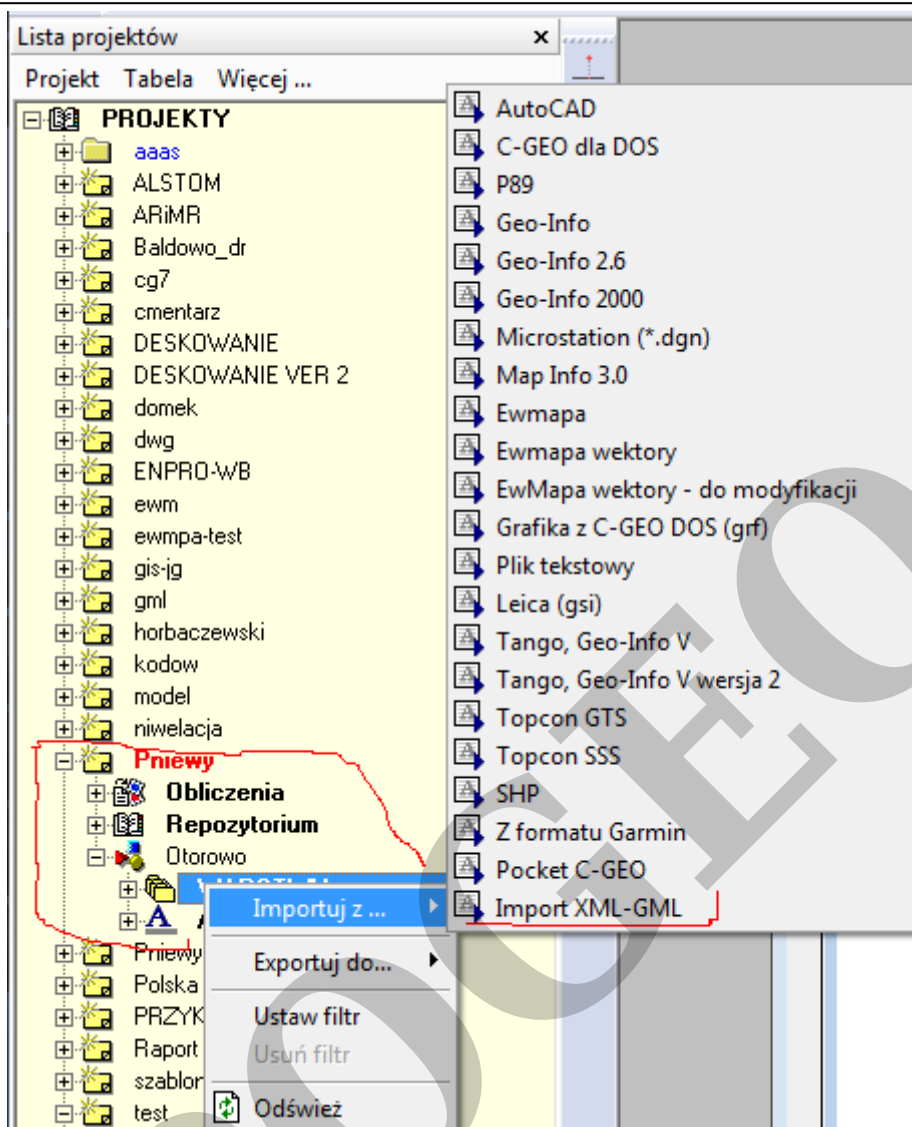 Lista projektów
Projekt Tabela Więcej ...
PROJEKTY
aaas
ALSTOM
ARiMR
Baldowo_dr
cg7
cmentarz
DESKOWANIE
DESKOWANIE VER 2
domek
dwg
ENPRO-WB
ewm
ewmpa-test
gis-jg
gml
horbaczewski
kodow
model
niwelacja
Pniewy
Obliczenia
Repozytorium
Otorowo
Pniewy
Polska
PRZYK
Raport
szablon
test
Importuj z ...
Exportuj do...
Ustaw filtr
Usuń filtr
Odśwież
AutoCAD
C-GEO dla DOS
P89
Geo-Info
Geo-Info 2.6
Geo-Info 2000
Microstation (*.dgn)
Map Info 3.0
Ewmapa
Ewmapa wektory
EwMapa wektory - do modyfikacji
Grafika z C-GEO DOS (grf)
Plik tekstowy
Leica (gsi)
Tango, Geo-Info V
Tango, Geo-Info V wersja 2
Topcon GTS
Topcon SSS
SHP
Z formatu Garmin
Pocket C-GEO
Import XML-GML